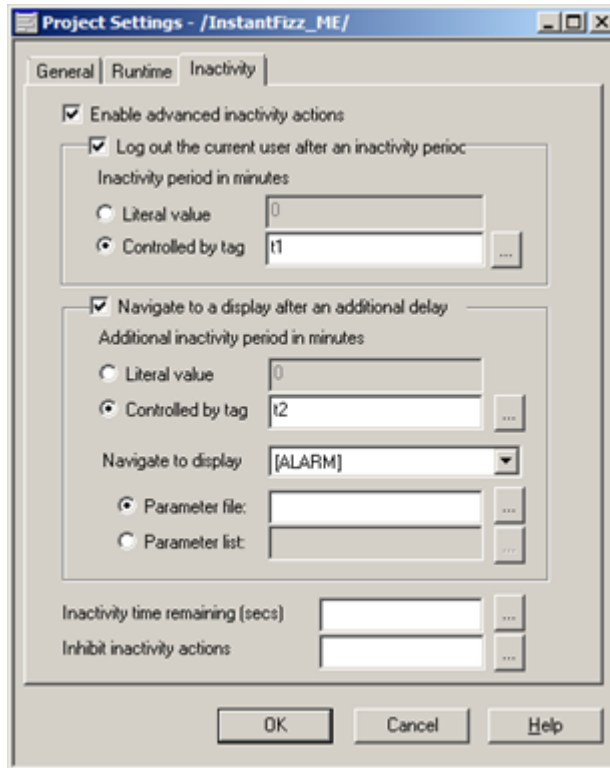 Project Settings - /InstantFizz_ME/
General Runtime Inactivity
Enable advanced inactivity actions
Log out the current user after an inactivity perioc
Inactivity period in minutes
Literal value 0
Controlled by tag t1 ...
Navigate to a display after an additional delay
Additional inactivity period in minutes
Literal value 0
Controlled by tag t2 ...
Navigate to display [ALARM]
Parameter file: ...
Parameter list: ...
Inactivity time remaining (secs) ...
Inhibit inactivity actions ...
OK Cancel Help